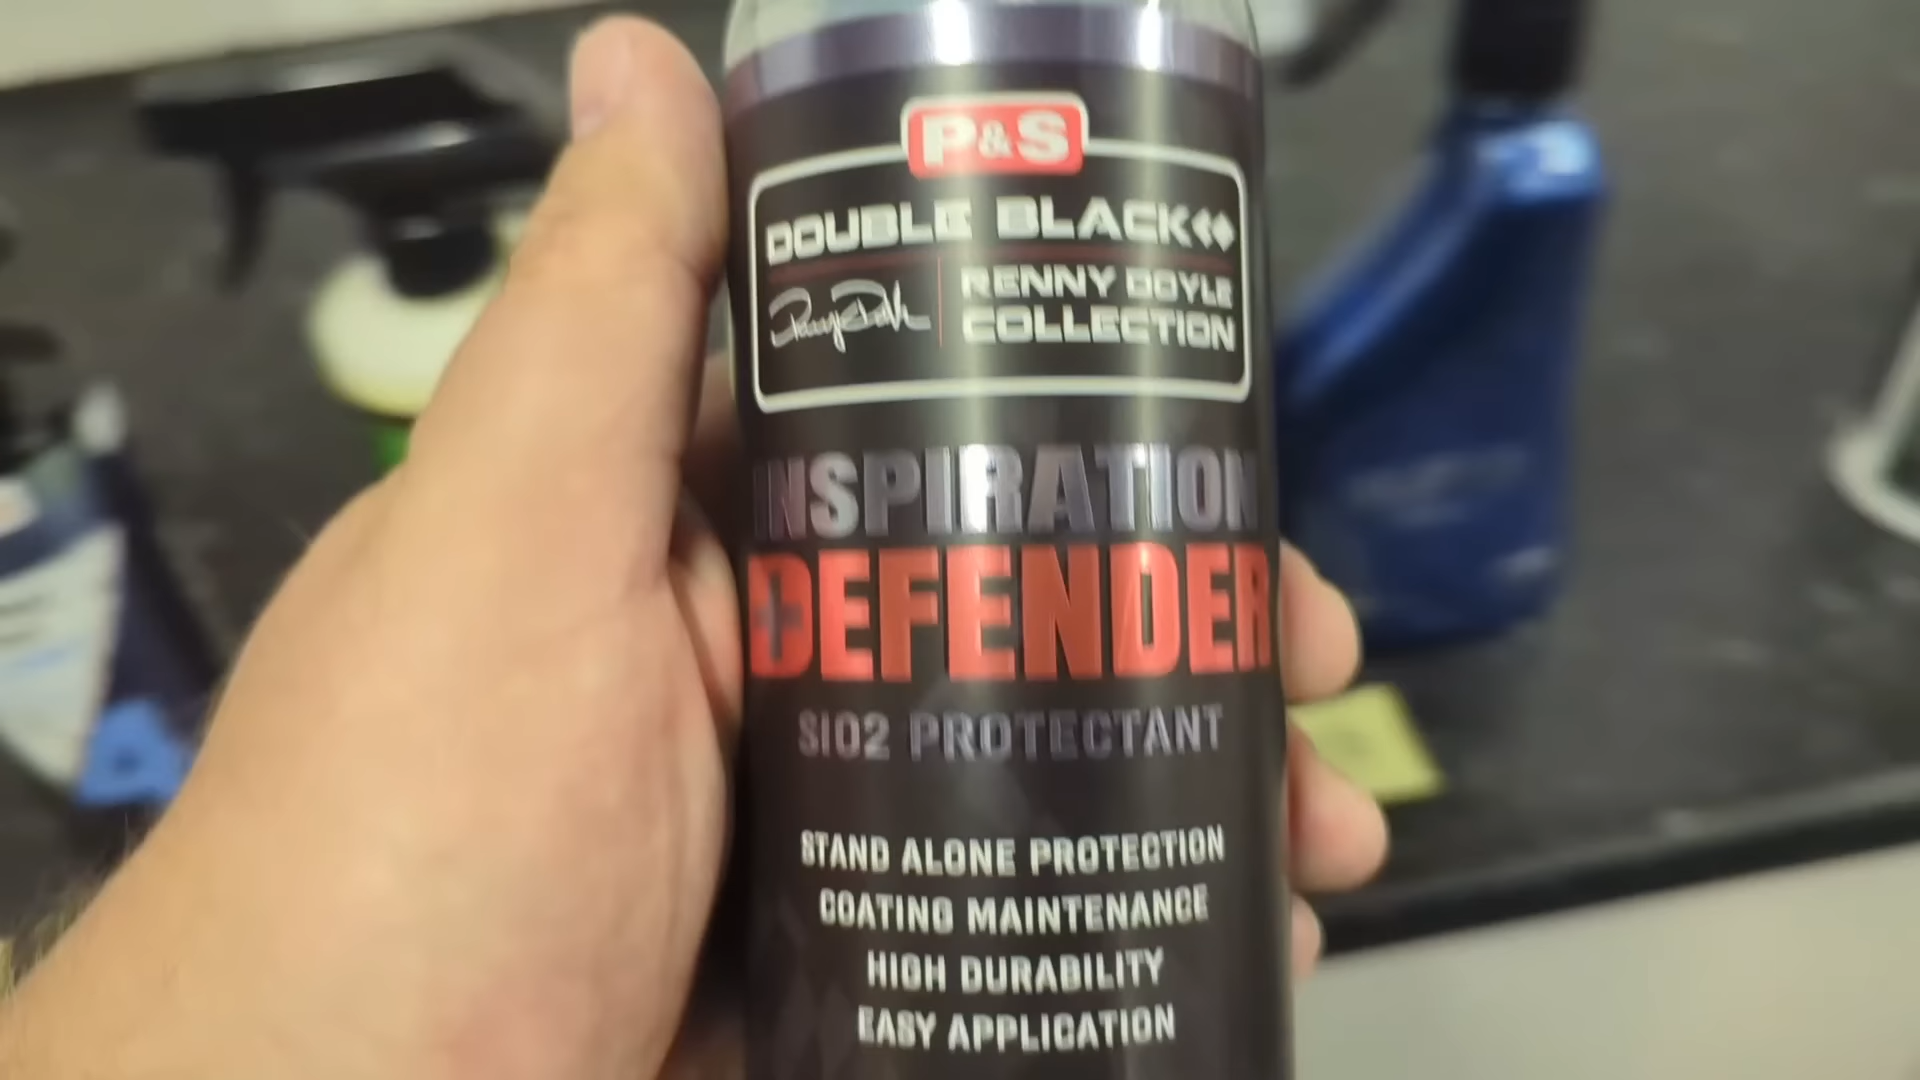 P&S
DOUBLE BLACK
RENNY DOYLE
COLLECTION
INSPIRATION
DEFENDER
SIO2 PROTECTANT
STAND ALONE PROTECTION
COATING MAINTENANCE
HIGH DURABILITY
EASY APPLICATION